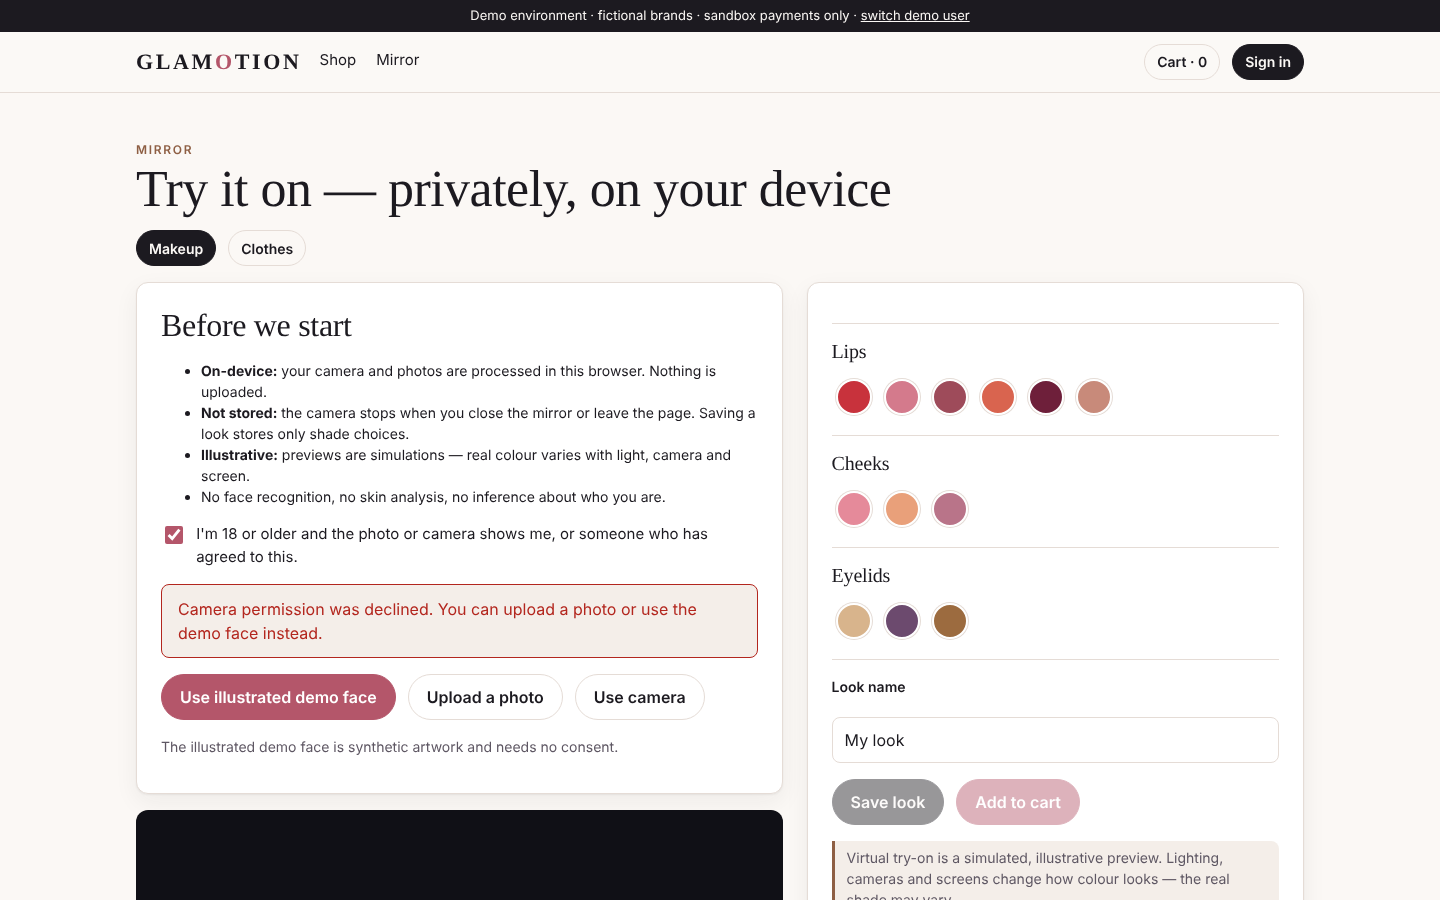 Demo environment · fictional brands · sandbox payments only · switch demo user
GLAMOTION
Shop
Mirror
Cart · 0
Sign in
MIRROR
Try it on — privately, on your device
Makeup
Clothes
Before we start
On-device: your camera and photos are processed in this browser. Nothing is
uploaded.
Not stored: the camera stops when you close the mirror or leave the page. Saving a
look stores only shade choices.
Illustrative: previews are simulations — real colour varies with light, camera and
screen.
No face recognition, no skin analysis, no inference about who you are.
I'm 18 or older and the photo or camera shows me, or someone who has
agreed to this.
Camera permission was declined. You can upload a photo or use the
demo face instead.
Use illustrated demo face
Upload a photo
Use camera
The illustrated demo face is synthetic artwork and needs no consent.
Lips
Cheeks
Eyelids
Look name
My look
Save look
Add to cart
Virtual try-on is a simulated, illustrative preview. Lighting,
cameras and screens change how colour looks — the real
shade may vary.